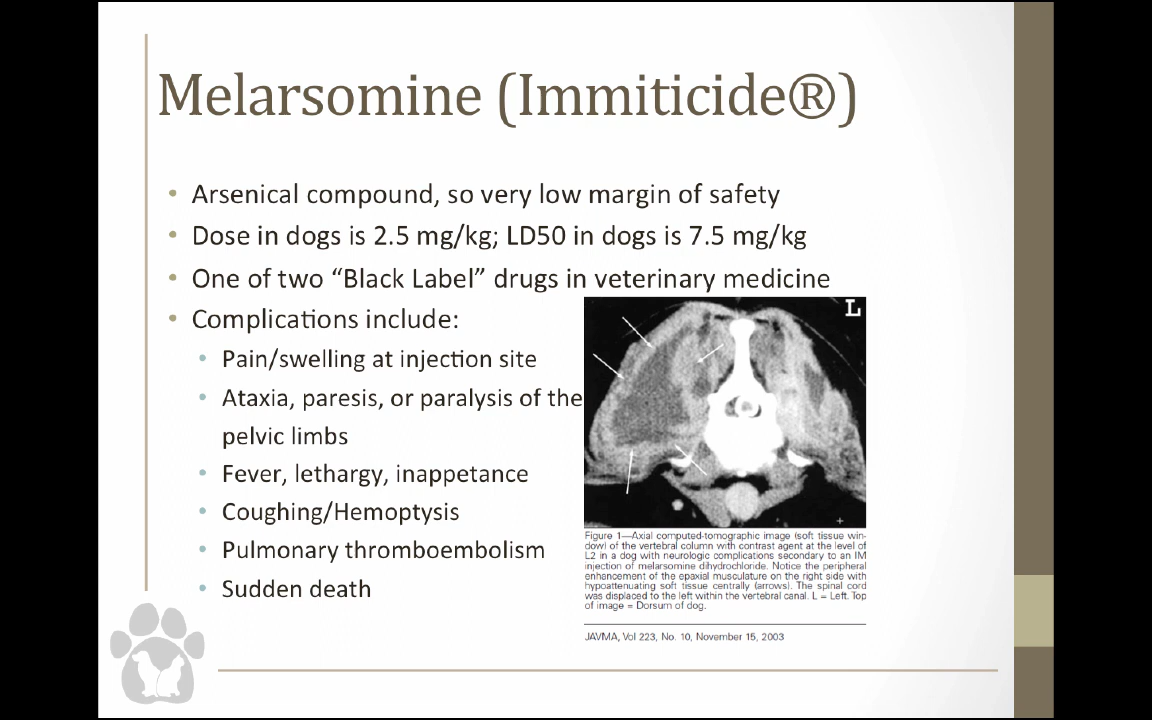 Melarsomine (Immiticide®)
• Arsenical compound, so very low margin of safety
• Dose in dogs is 2.5 mg/kg; LD50 in dogs is 7.5 mg/kg
• One of two “Black Label” drugs in veterinary medicine
• Complications include:
• Pain/swelling at injection site
• Ataxia, paresis, or paralysis of the
pelvic limbs
• Fever, lethargy, inappetance
• Coughing/Hemoptysis
• Pulmonary thromboembolism
• Sudden death
L
Figure 1—Axial computed-tomographic image (soft tissue win-
dow) of the vertebral column with contrast agent at the level of
L2 in a dog with neurologic complications secondary to an IM
injection of melarsomine dihydrochloride. Notice the peripheral
enhancement of the epaxial musculature on the right side with
hypoattenuating soft tissue centrally (arrows). The spinal cord
was displaced to the left within the vertebral canal. L = Left. Top
of image = Dorsum of dog.
JAVMA, Vol 223, No. 10, November 15, 2003